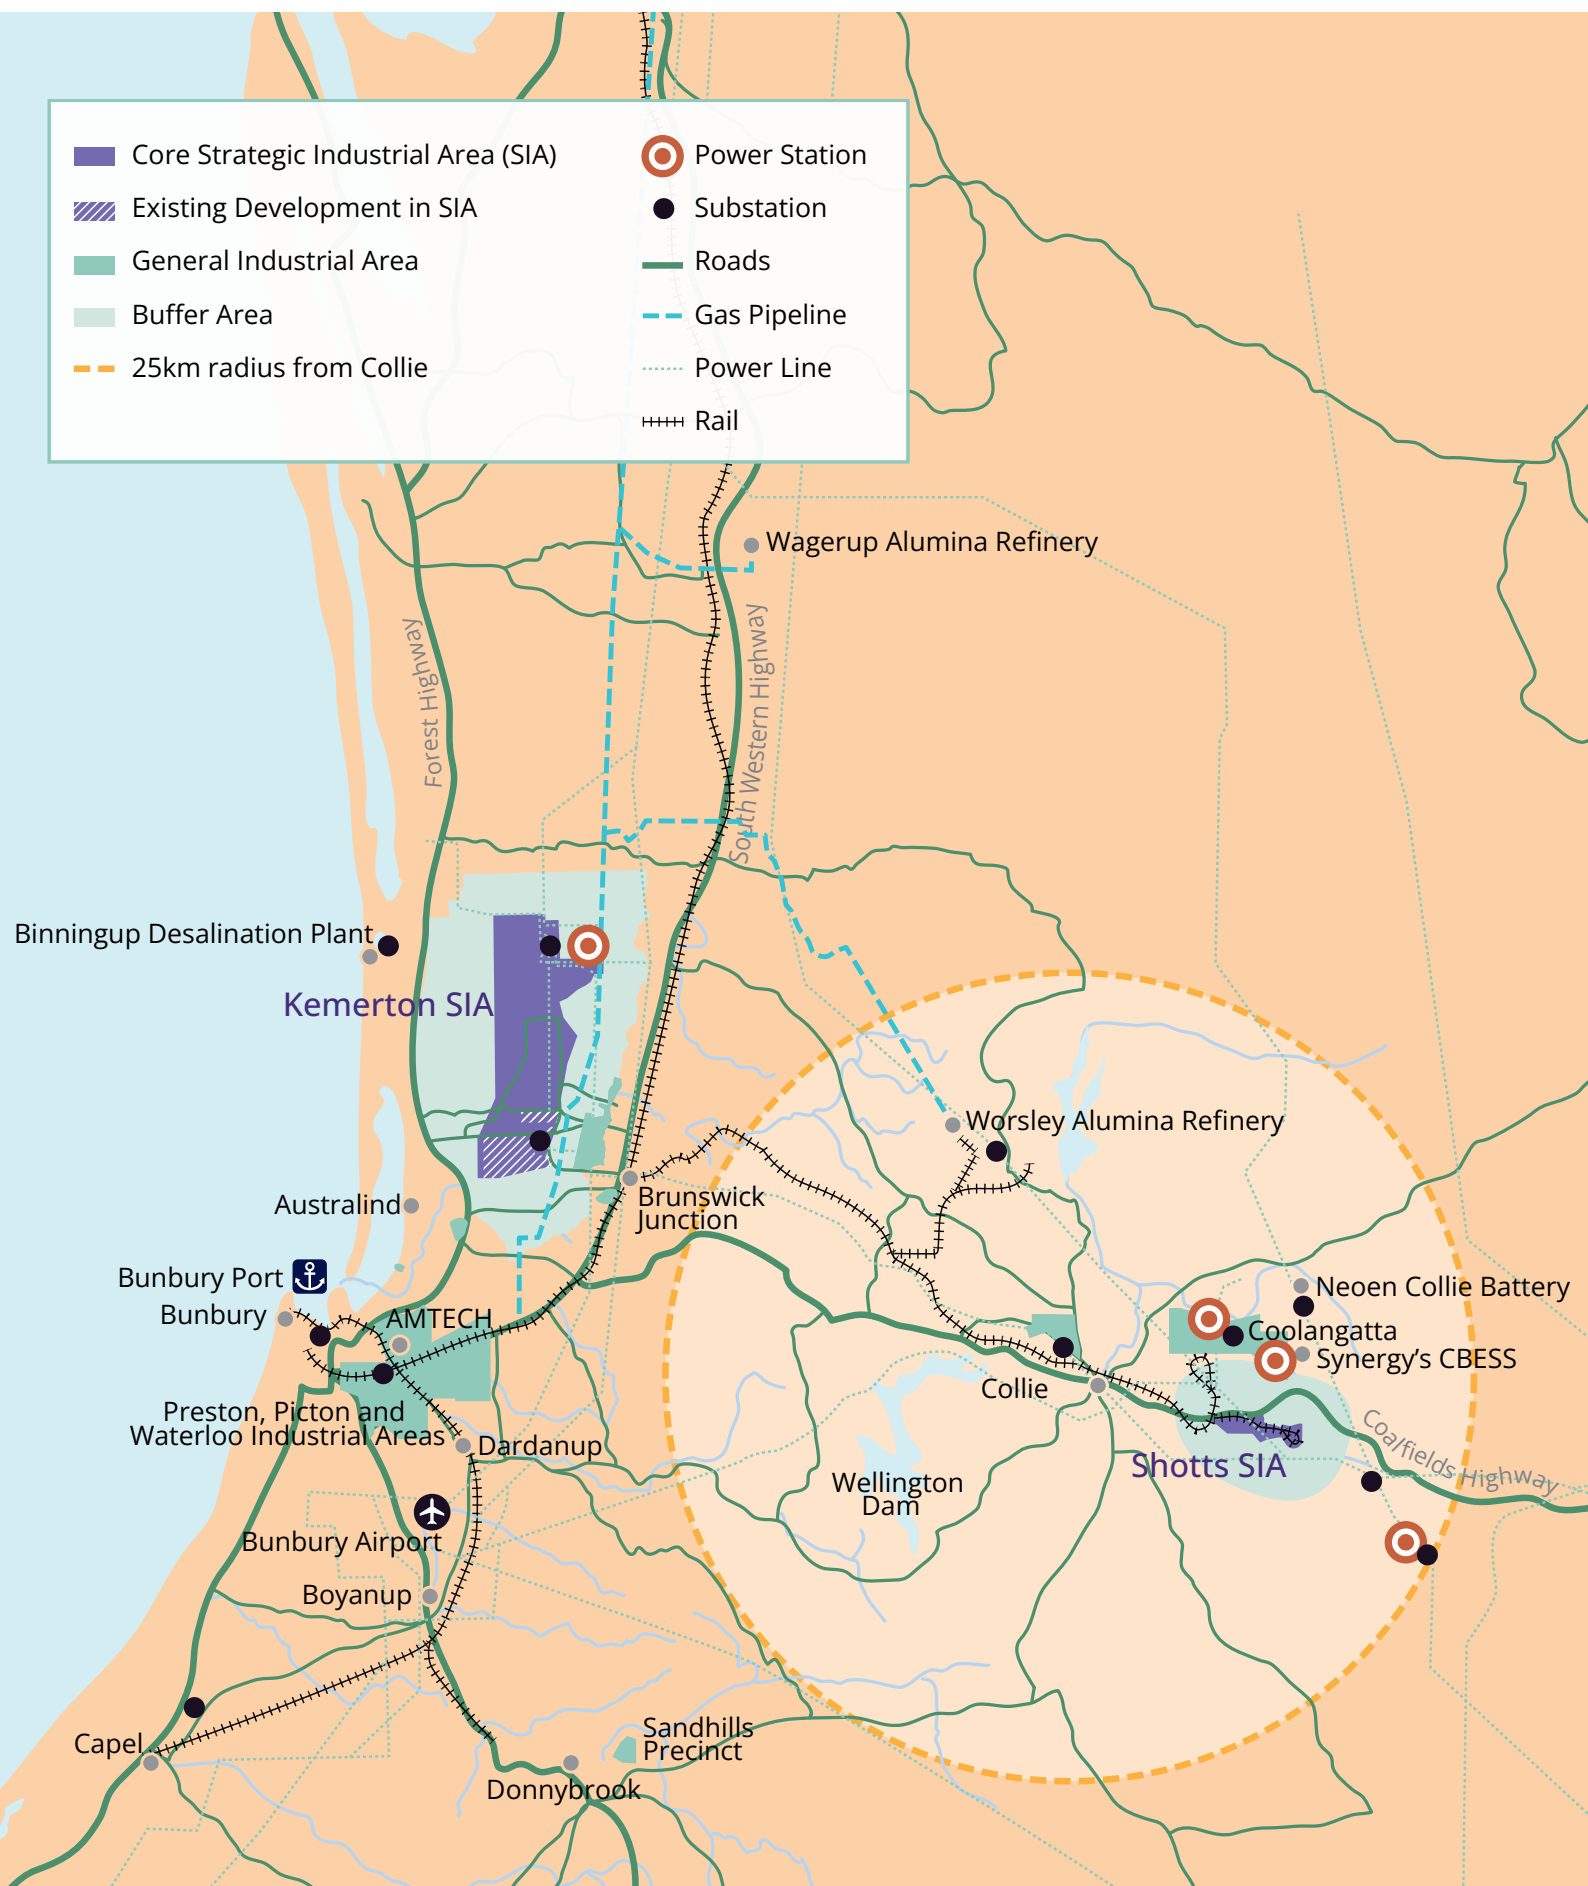 Core Strategic Industrial Area (SIA)
Existing Development in SIA
General Industrial Area
Buffer Area
25km radius from Collie
Power Station
Substation
Roads
Gas Pipeline
Power Line
Rail
Wagerup Alumina Refinery
Forest Highway
South Western Highway
Binningup Desalination Plant
Kemerton SIA
Worsley Alumina Refinery
Australind
Brunswick
Junction
Bunbury Port
Bunbury
AMTECH
Neoen Collie Battery
Coolangatta
Synergy's CBESS
Collie
Preston, Picton and
Waterloo Industrial Areas
Dardanup
Coalfields Highway
Shotts SIA
Wellington
Dam
Bunbury Airport
Boyanup
Sandhills
Precinct
Capel
Donnybrook